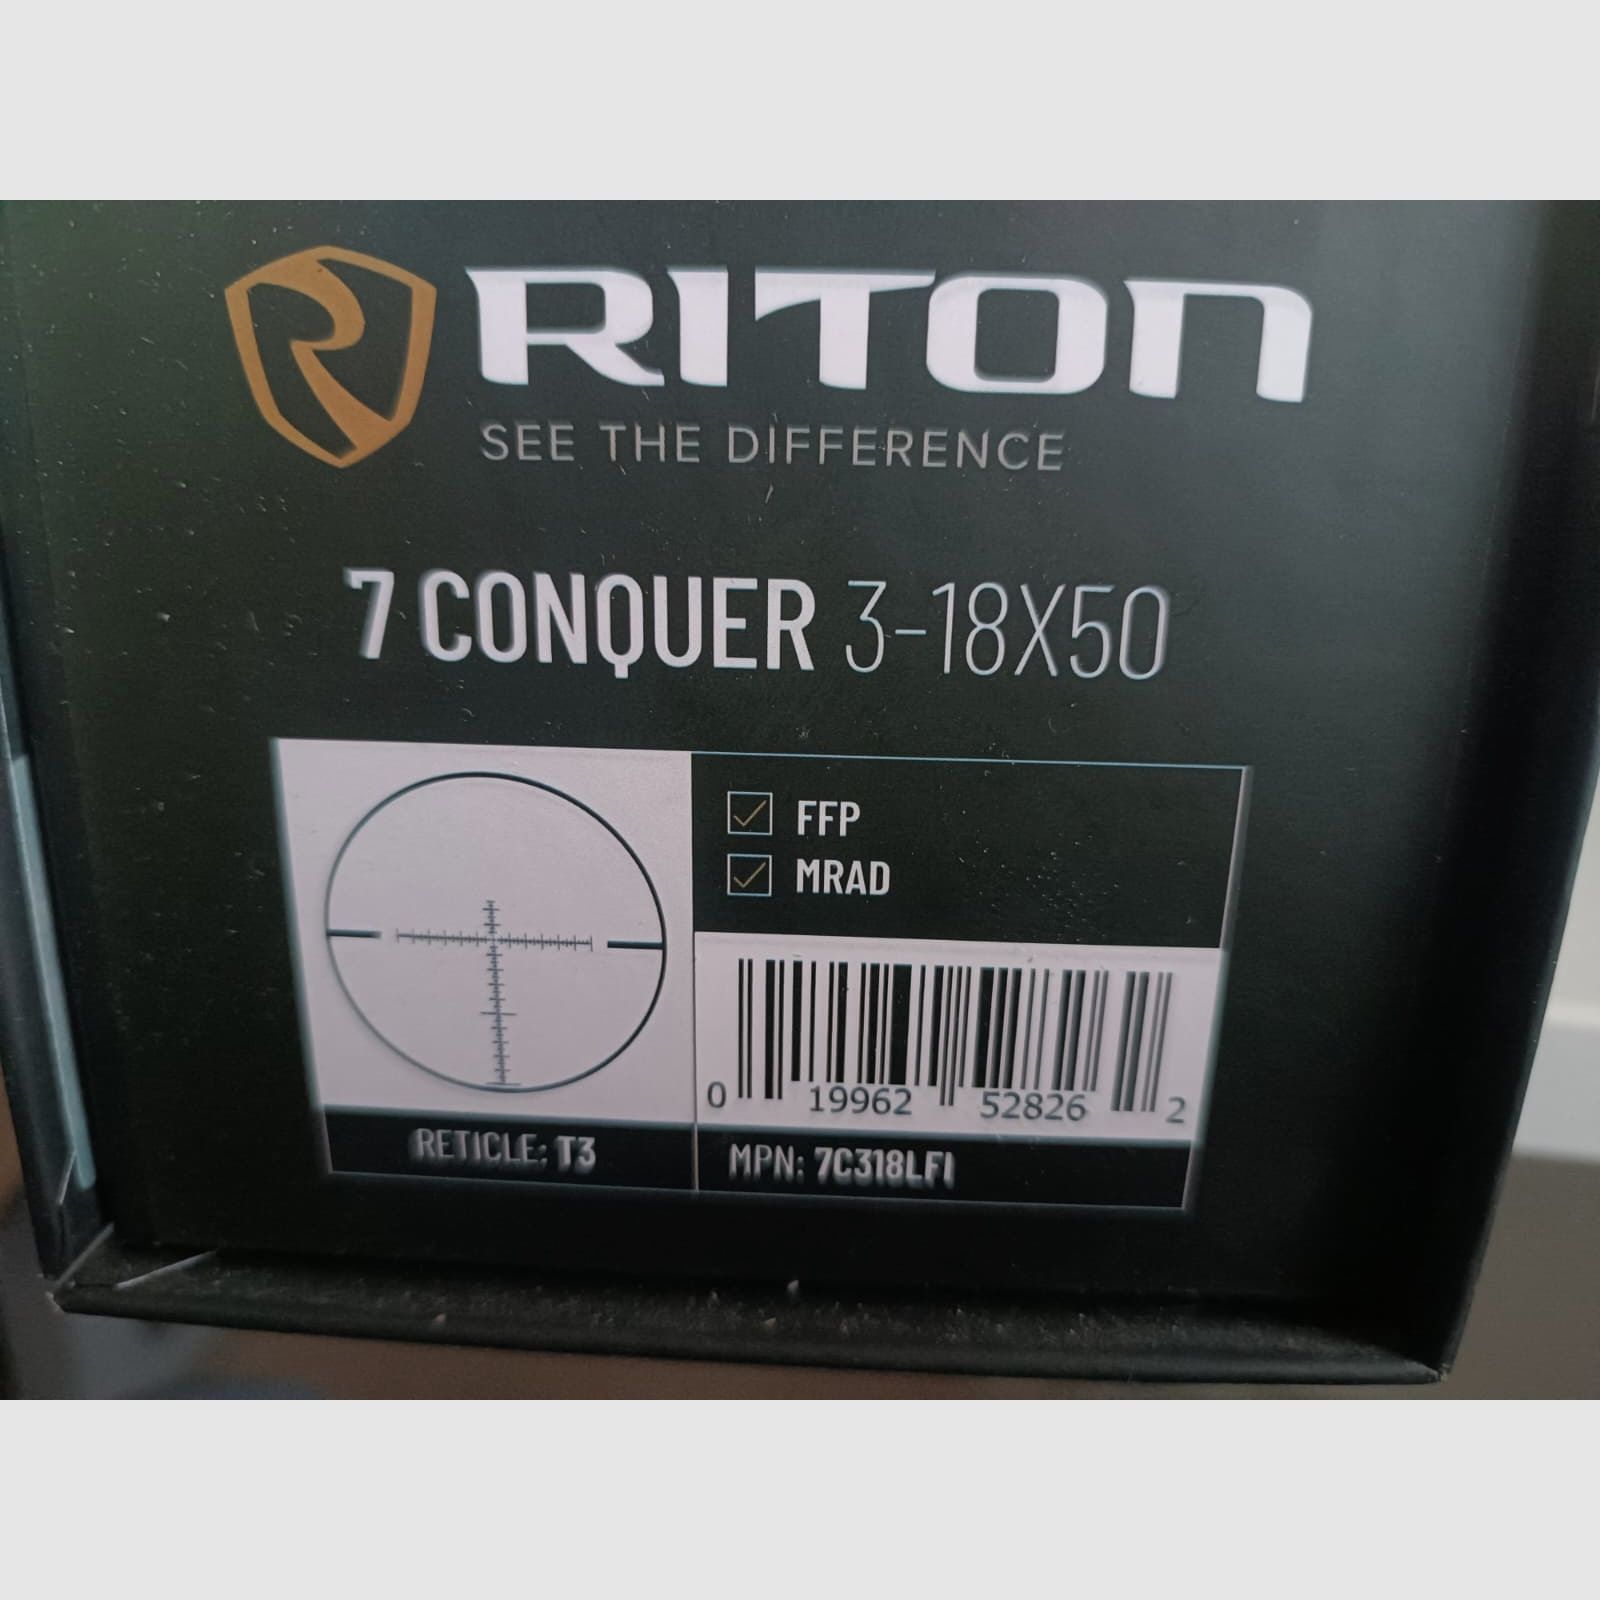 RITON
SEE THE DIFFERENCE
7 CONQUER 3-18X50
FFP
MRAD
0 19962 52826 2
RETICLE: T3
MPN: 7C318LFI